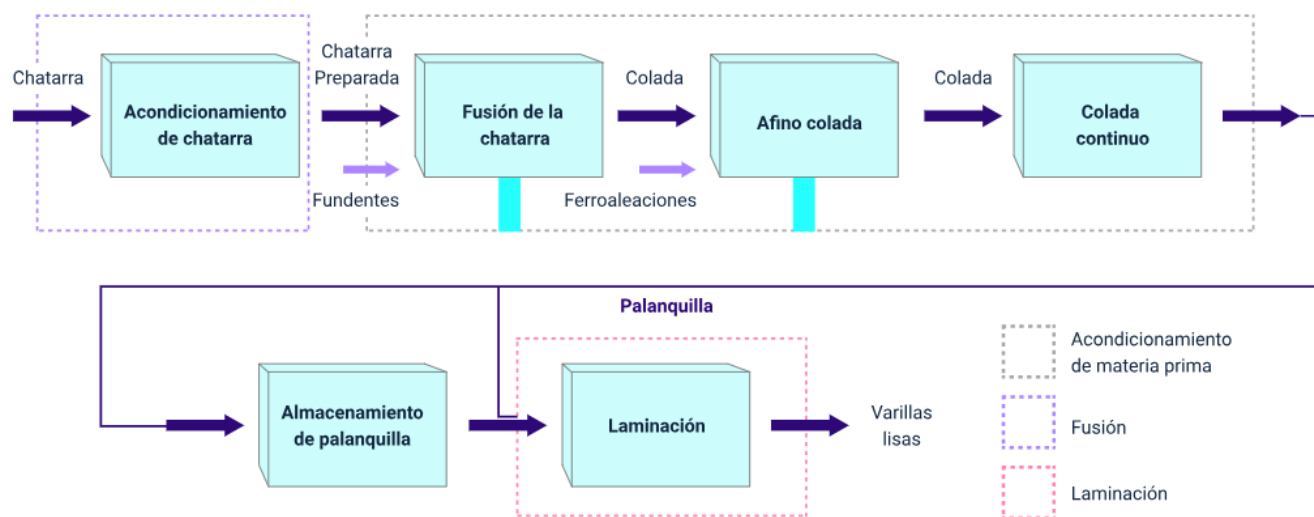 Chatarra
Acondicionamiento
de chatarra
Chatarra
Preparada
Fundentes
Fusión de la
chatarra
Colada
Ferroaleaciones
Afino colada
Colada
Colada
continuo
Palanquilla
Almacenamiento
de palanquilla
Laminación
Varillas
lisas
Acondicionamiento
de materia prima
Fusión
Laminación